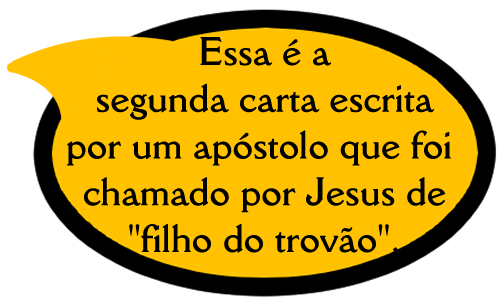 Essa é a
segunda carta escrita
por um apóstolo que foi
chamado por Jesus de
"filho do trovão".